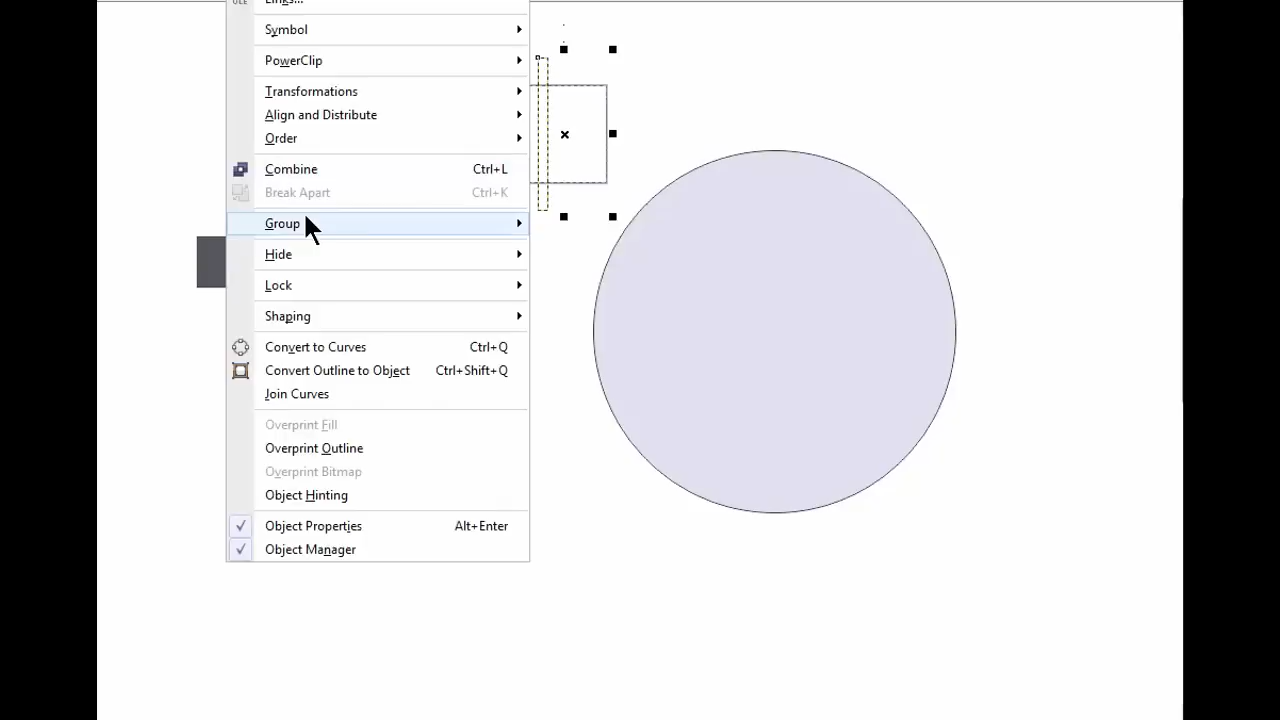 Links...
Symbol
PowerClip
Transformations
Align and Distribute
Order
Combine Ctrl+L
Break Apart Ctrl+K
Group
Hide
Lock
Shaping
Convert to Curves Ctrl+Q
Convert Outline to Object Ctrl+Shift+Q
Join Curves
Overprint Fill
Overprint Outline
Overprint Bitmap
Object Hinting
Object Properties Alt+Enter
Object Manager